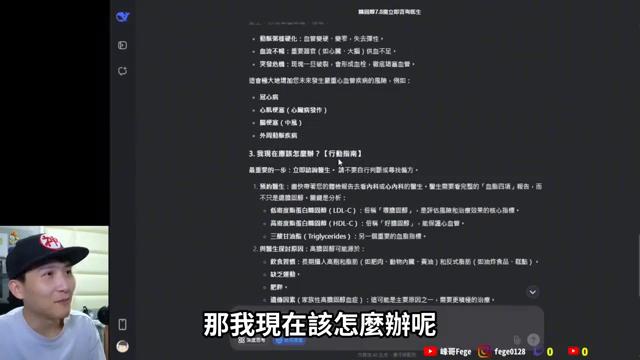 膽固醇7.8需立即咨詢醫生
• 動脈粥樣硬化：血管變硬、變窄，失去彈性。
• 血流不暢：重要器官（如心臟、大腦）供血不足。
• 突發危機：斑塊一旦破裂，會形成血栓，徹底堵塞血管。
這會極大地增加您未來發生嚴重心血管疾病的風險，例如：
• 冠心病
• 心肌梗塞（心臟病發作）
• 腦梗塞（中風）
• 外周動脈疾病
3. 我現在應該怎麼辦？【行動指南】
最重要的一步：立即諮詢醫生。 請不要自行判斷或尋找偏方。
1. 預約醫生：盡快帶著您的體檢報告去看內科或心內科的醫生。醫生需要看完整的「血脂四項」報告，而
不只是總膽固醇。關鍵是分析：
• 低密度脂蛋白膽固醇（LDL-C）：俗稱「壞膽固醇」，是評估風險和治療效果的核心指標。
• 高密度脂蛋白膽固醇（HDL-C）：俗稱「好膽固醇」，能保護心血管。
• 三酸甘油酯（Triglycerides）：另一個重要的血脂指標。
2. 與醫生探討原因：高膽固醇可能源於：
• 飲食習慣：長期攝入高飽和脂肪（如肥肉、動物內臟、黃油）和反式脂肪（如油炸食品、糕點）。
• 缺乏運動。
• 肥胖。
• 遺傳因素（家族性高膽固醇血症）：這可能是主要原因之一，需要更積極的治療。
那我現在該怎麼辦呢
深度思考
峰哥Fege
fege0128
0
0